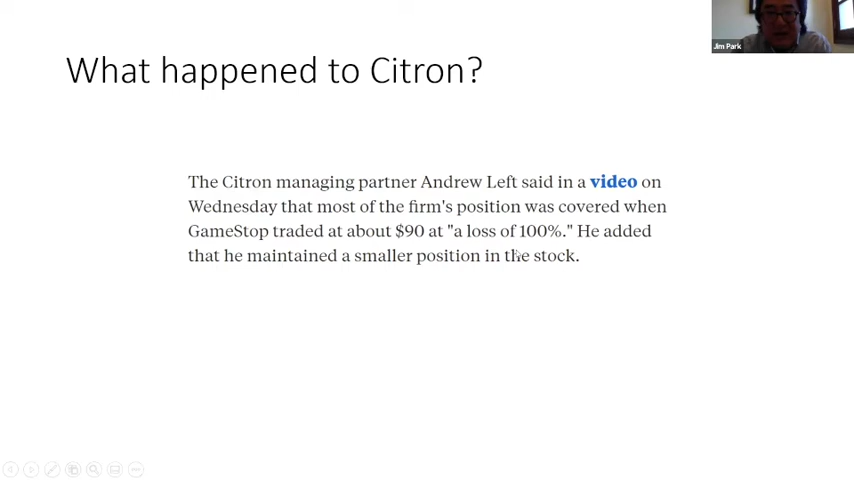 Jim Park
What happened to Citron?
The Citron managing partner Andrew Left said in a video on
Wednesday that most of the firm's position was covered when
GameStop traded at about $90 at "a loss of 100%." He added
that he maintained a smaller position in the stock.